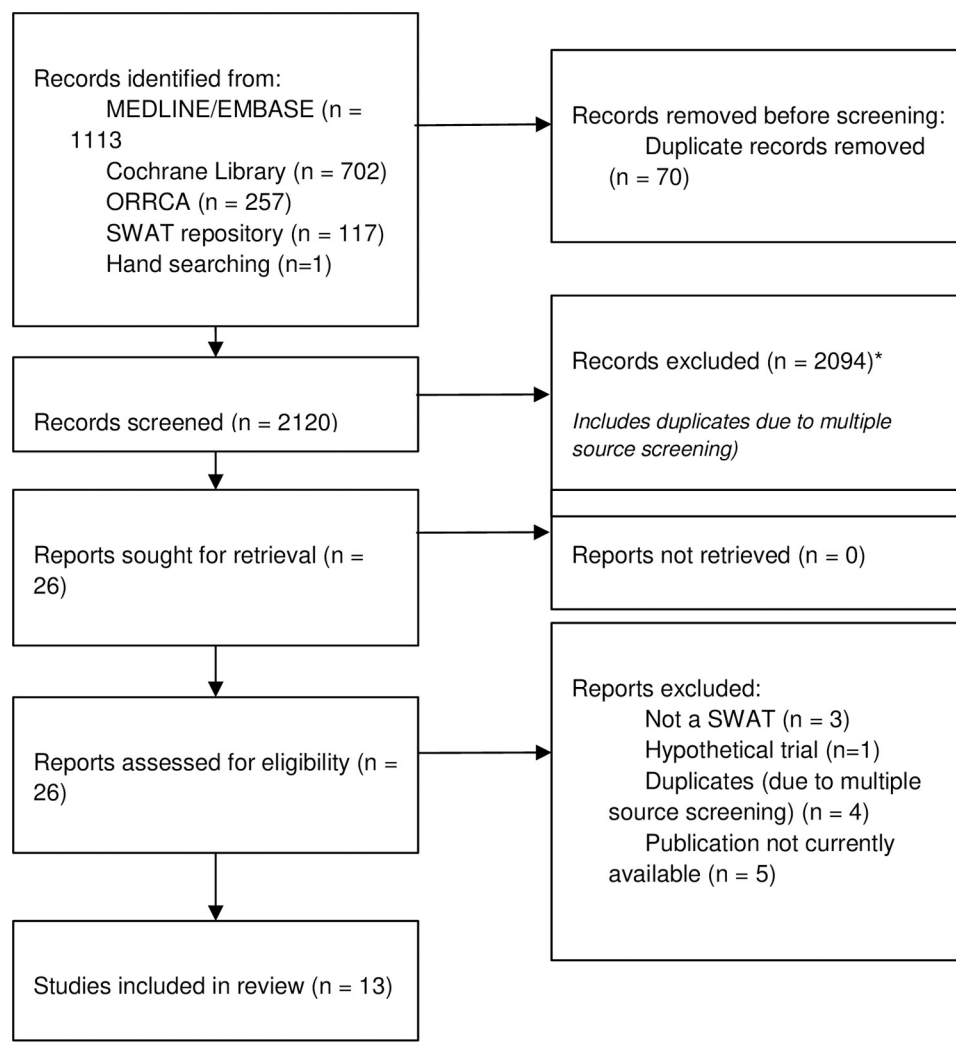 Records identified from:
MEDLINE/EMBASE (n =
1113
Cochrane Library (n = 702)
ORRCA (n = 257)
SWAT repository (n = 117)
Hand searching (n=1)
Records removed before screening:
Duplicate records removed
(n = 70)
Records screened (n = 2120)
Records excluded (n = 2094)*
Includes duplicates due to multiple
source screening)
Reports sought for retrieval (n =
26)
Reports not retrieved (n = 0)
Reports assessed for eligibility (n =
26)
Reports excluded:
Not a SWAT (n = 3)
Hypothetical trial (n=1)
Duplicates (due to multiple
source screening) (n = 4)
Publication not currently
available (n = 5)
Studies included in review (n = 13)